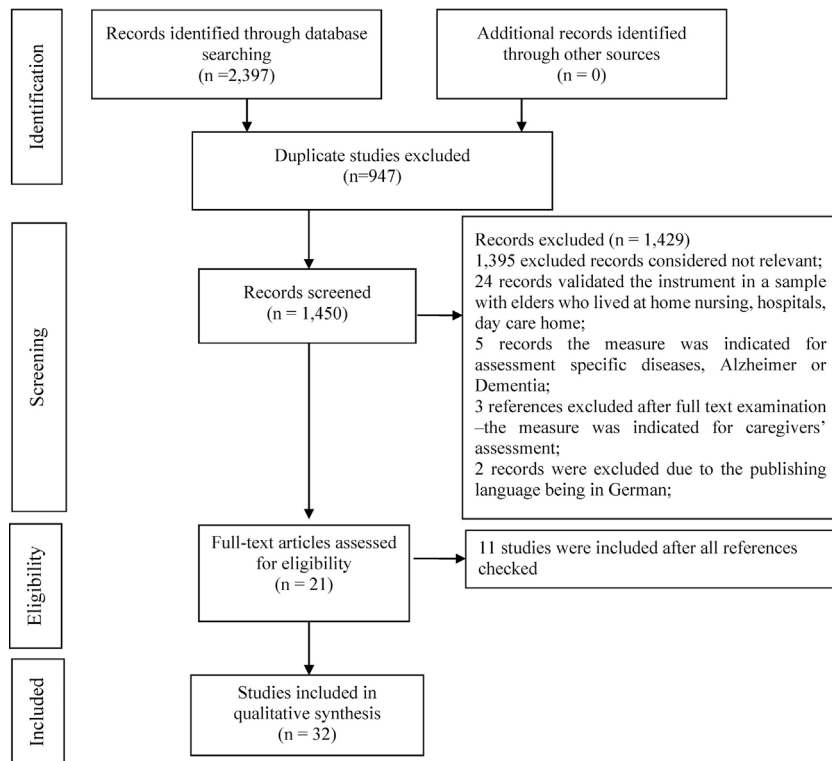 Identification
Records identified through database
searching
(n =2,397)
Additional records identified
through other sources
(n = 0)
Duplicate studies excluded
(n=947)
Screening
Records screened
(n = 1,450)
Records excluded (n = 1,429)
1,395 excluded records considered not relevant;
24 records validated the instrument in a sample
with elders who lived at home nursing, hospitals,
day care home;
5 records the measure was indicated for
assessment specific diseases, Alzheimer or
Dementia;
3 references excluded after full text examination
–the measure was indicated for caregivers’
assessment;
2 records were excluded due to the publishing
language being in German;
Eligibility
Full-text articles assessed
for eligibility
(n = 21)
11 studies were included after all references
checked
Included
Studies included in
qualitative synthesis
(n = 32)